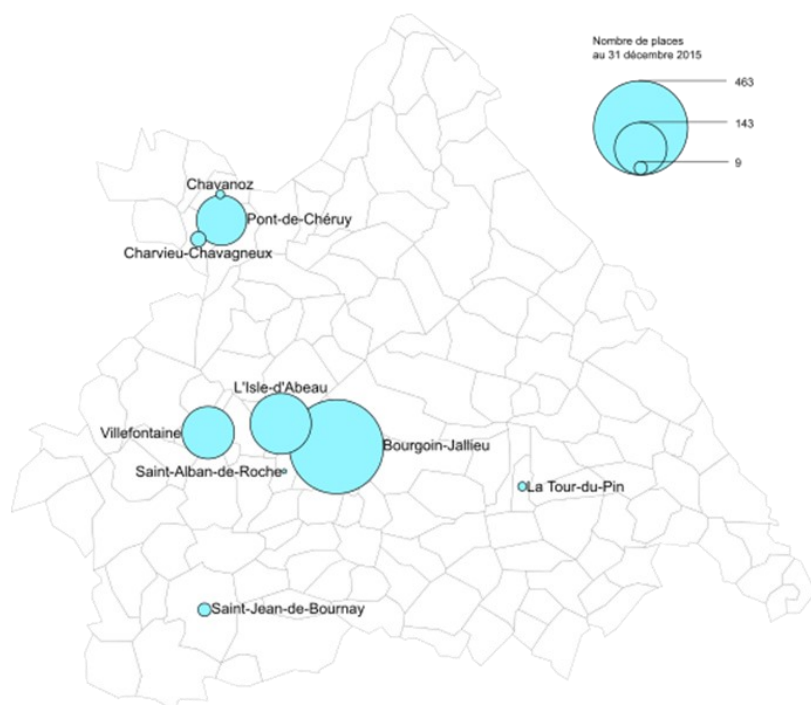 Nombre de places
au 31 décembre 2015
463
143
9
Chavanoz
Pont-de-Chéruy
Charvieu-Chavagneux
L'Isle-d'Abeau
Villefontaine
Bourgoin-Jallieu
Saint-Alban-de-Roche
La Tour-du-Pin
Saint-Jean-de-Bournay